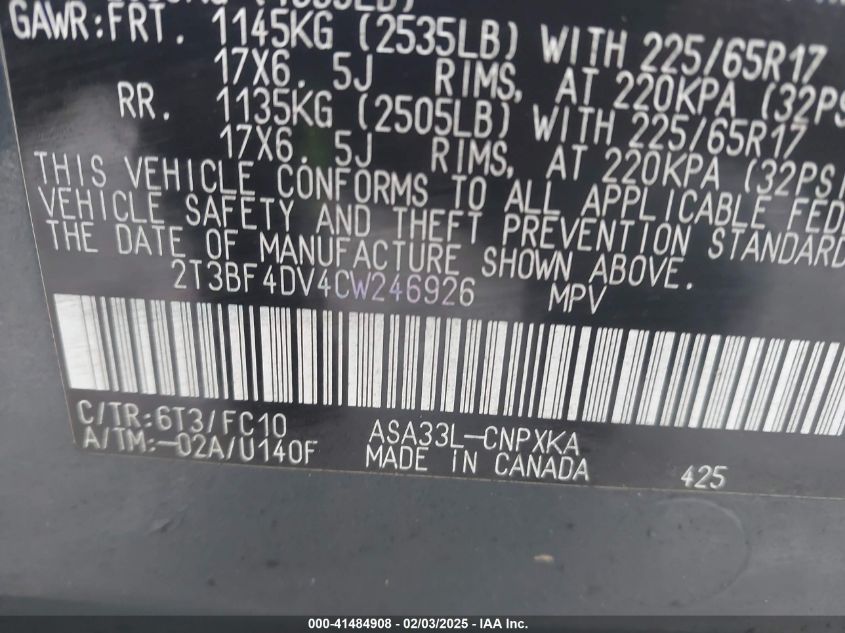 GAWR:FRT. 1145KG (2535LB) WITH 225/65R17
17X6.5J RIMS, AT 220KPA (32PS
RR. 1135KG (2505LB) WITH 225/65R17
17X6.5J RIMS, AT 220KPA (32PSI
THIS VEHICLE CONFORMS TO ALL APPLICABLE FEDE
VEHICLE SAFETY AND THEFT PREVENTION STANDARD
THE DATE OF MANUFACTURE SHOWN ABOVE.
2T3BF4DV4CW246926 MPV
C/TR:6T3/FC10 ASA33L-CNPXKA
A/TM:-02A/U140F MADE IN CANADA 425
000-41484908 - 02/03/2025 - IAA Inc.